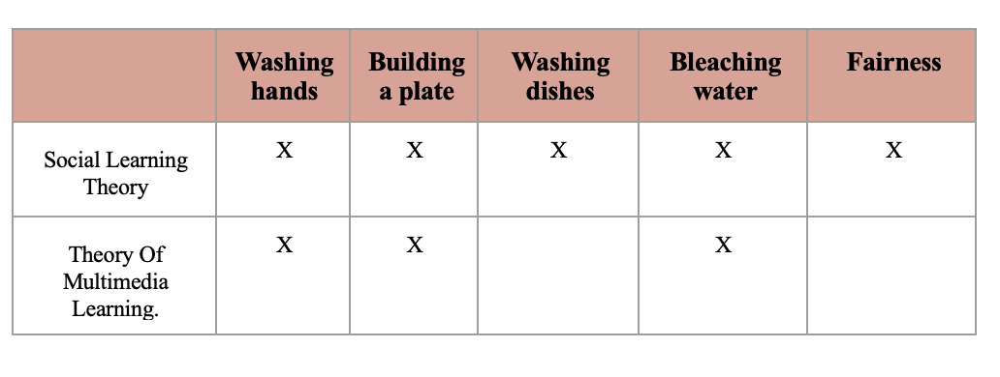 Washing hands
Building a plate
Washing dishes
Bleaching water
Fairness
Social Learning Theory
X
X
X
X
X
Theory Of Multimedia Learning.
X
X
X